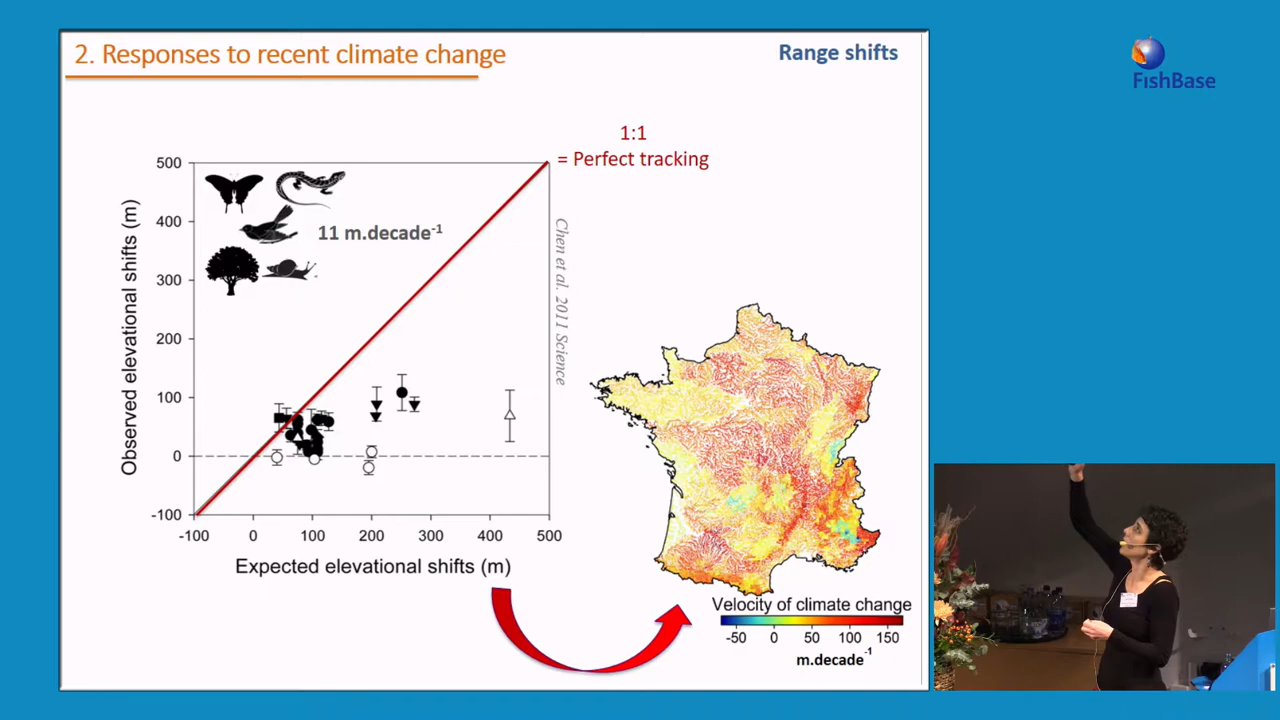 2. Responses to recent climate change
Range shifts
FishBase
1:1
= Perfect tracking
500
400
300
200
100
0
-100
Observed elevational shifts (m)
11 m.decade-1
Chen et al. 2011 Science
-100 0 100 200 300 400 500
Expected elevational shifts (m)
Velocity of climate change
-50 0 50 100 150
m.decade-1